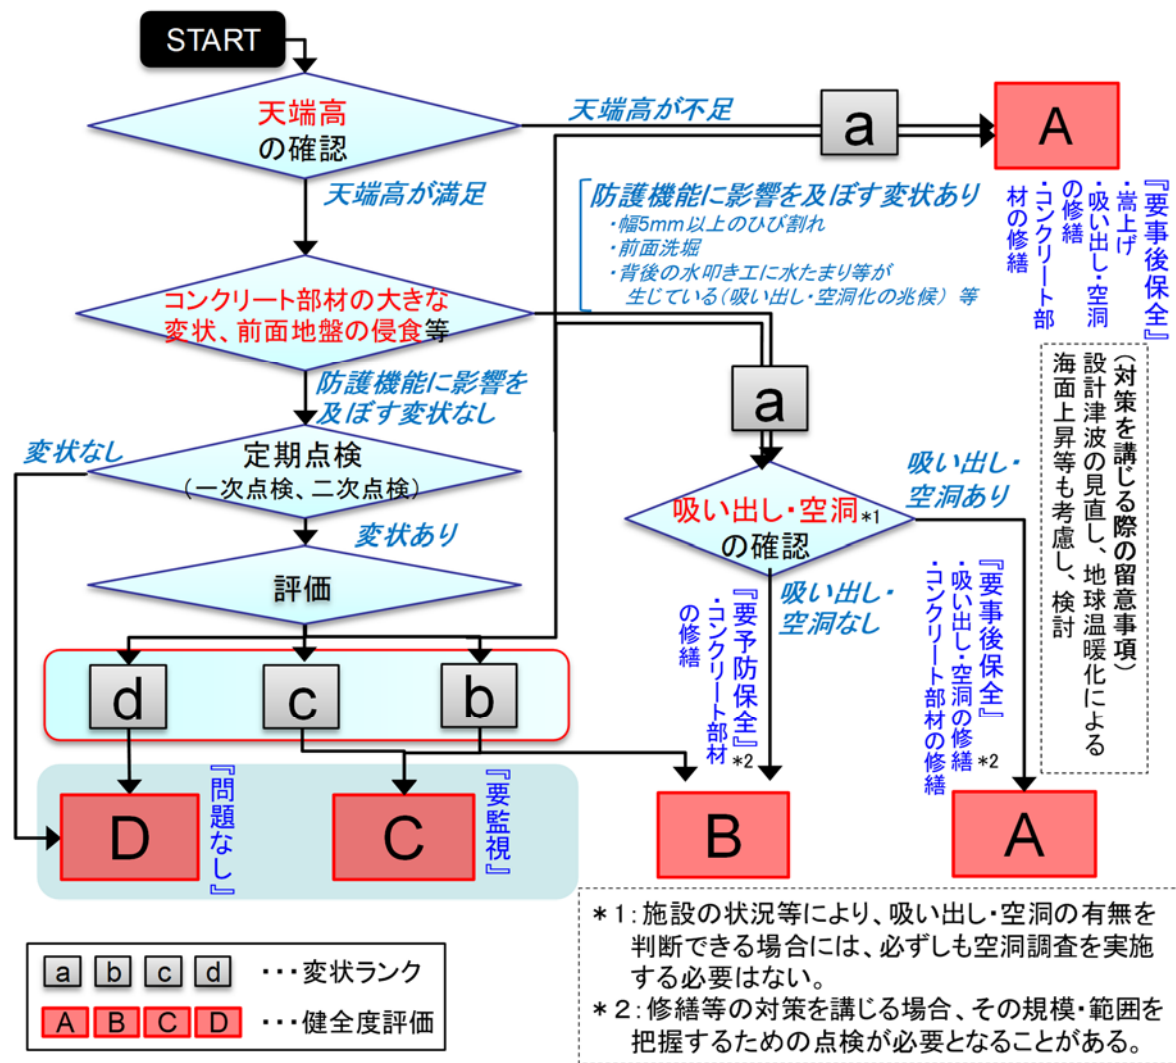 START
天端高
の確認
天端高が不足
a
A
『要事後保全』
・嵩上げ
・吸い出し・空洞
の修繕
・コンクリート部
材の修繕
天端高が満足
防護機能に影響を及ぼす変状あり
・幅5mm以上のひび割れ
・前面洗堀
・背後の水叩き工に水たまり等が
生じている(吸い出し・空洞化の兆候) 等
コンクリート部材の大きな
変状、前面地盤の侵食等
a
防護機能に影響を
及ぼす変状なし
(対策を講じる際の留意事項)
設計津波の見直し、地球温暖化による
海面上昇等も考慮し、検討
変状なし
定期点検
(一次点検、二次点検)
変状あり
吸い出し・空洞*1
の確認
吸い出し・
空洞あり
吸い出し・
空洞なし
評価
『要予防保全』*2
・コンクリート部材
の修繕
『要事後保全』*2
・吸い出し・空洞の修繕
・コンクリート部材の修繕
d
c
b
D
『問題なし』
C
『要監視』
B
A
a b c d ・・・変状ランク
A B C D ・・・健全度評価
*1:施設の状況等により、吸い出し・空洞の有無を
判断できる場合には、必ずしも空洞調査を実施
する必要はない。
*2:修繕等の対策を講じる場合、その規模・範囲を
把握するための点検が必要となることがある。